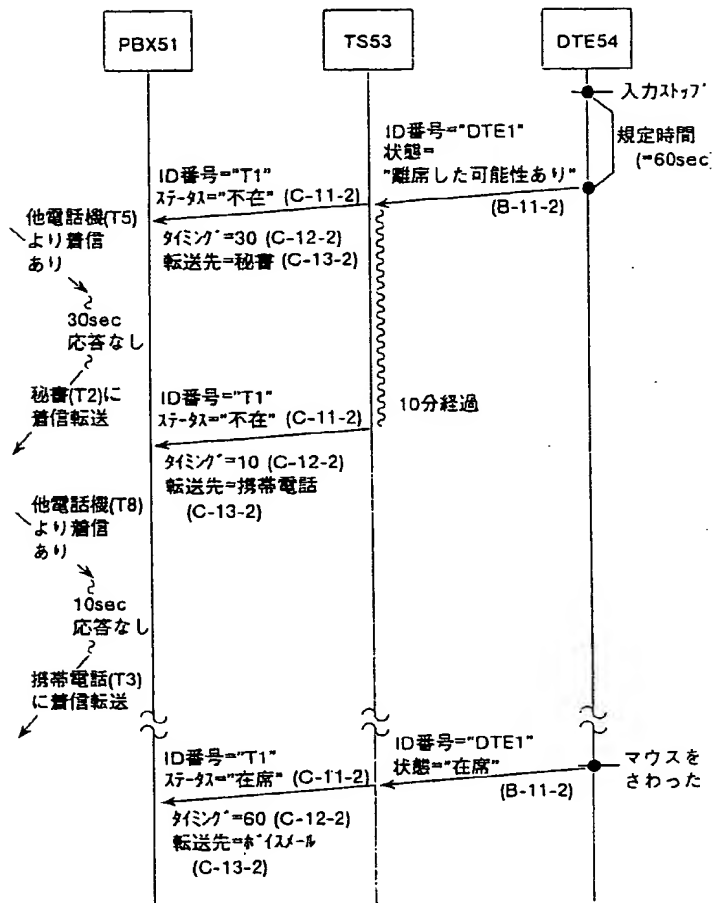 PBX51
TS53
DTE54
入力ストップ
規定時間
(=60sec)
ID番号="DTE1"
状態=
"離席した可能性あり"
(B-11-2)
ID番号="T1"
ステータス="不在" (C-11-2)
タイミング=30 (C-12-2)
転送先=秘書 (C-13-2)
他電話機(T5)
より着信
あり
30sec
応答なし
秘書(T2)に
着信転送
10分経過
ID番号="T1"
ステータス="不在" (C-11-2)
タイミング=10 (C-12-2)
転送先=携帯電話
(C-13-2)
他電話機(T8)
より着信
あり
10sec
応答なし
携帯電話(T3)
に着信転送
マウスを
さわった
ID番号="DTE1"
状態="在席"
(B-11-2)
ID番号="T1"
ステータス="在席" (C-11-2)
タイミング=60 (C-12-2)
転送先=ボイスメール
(C-13-2)